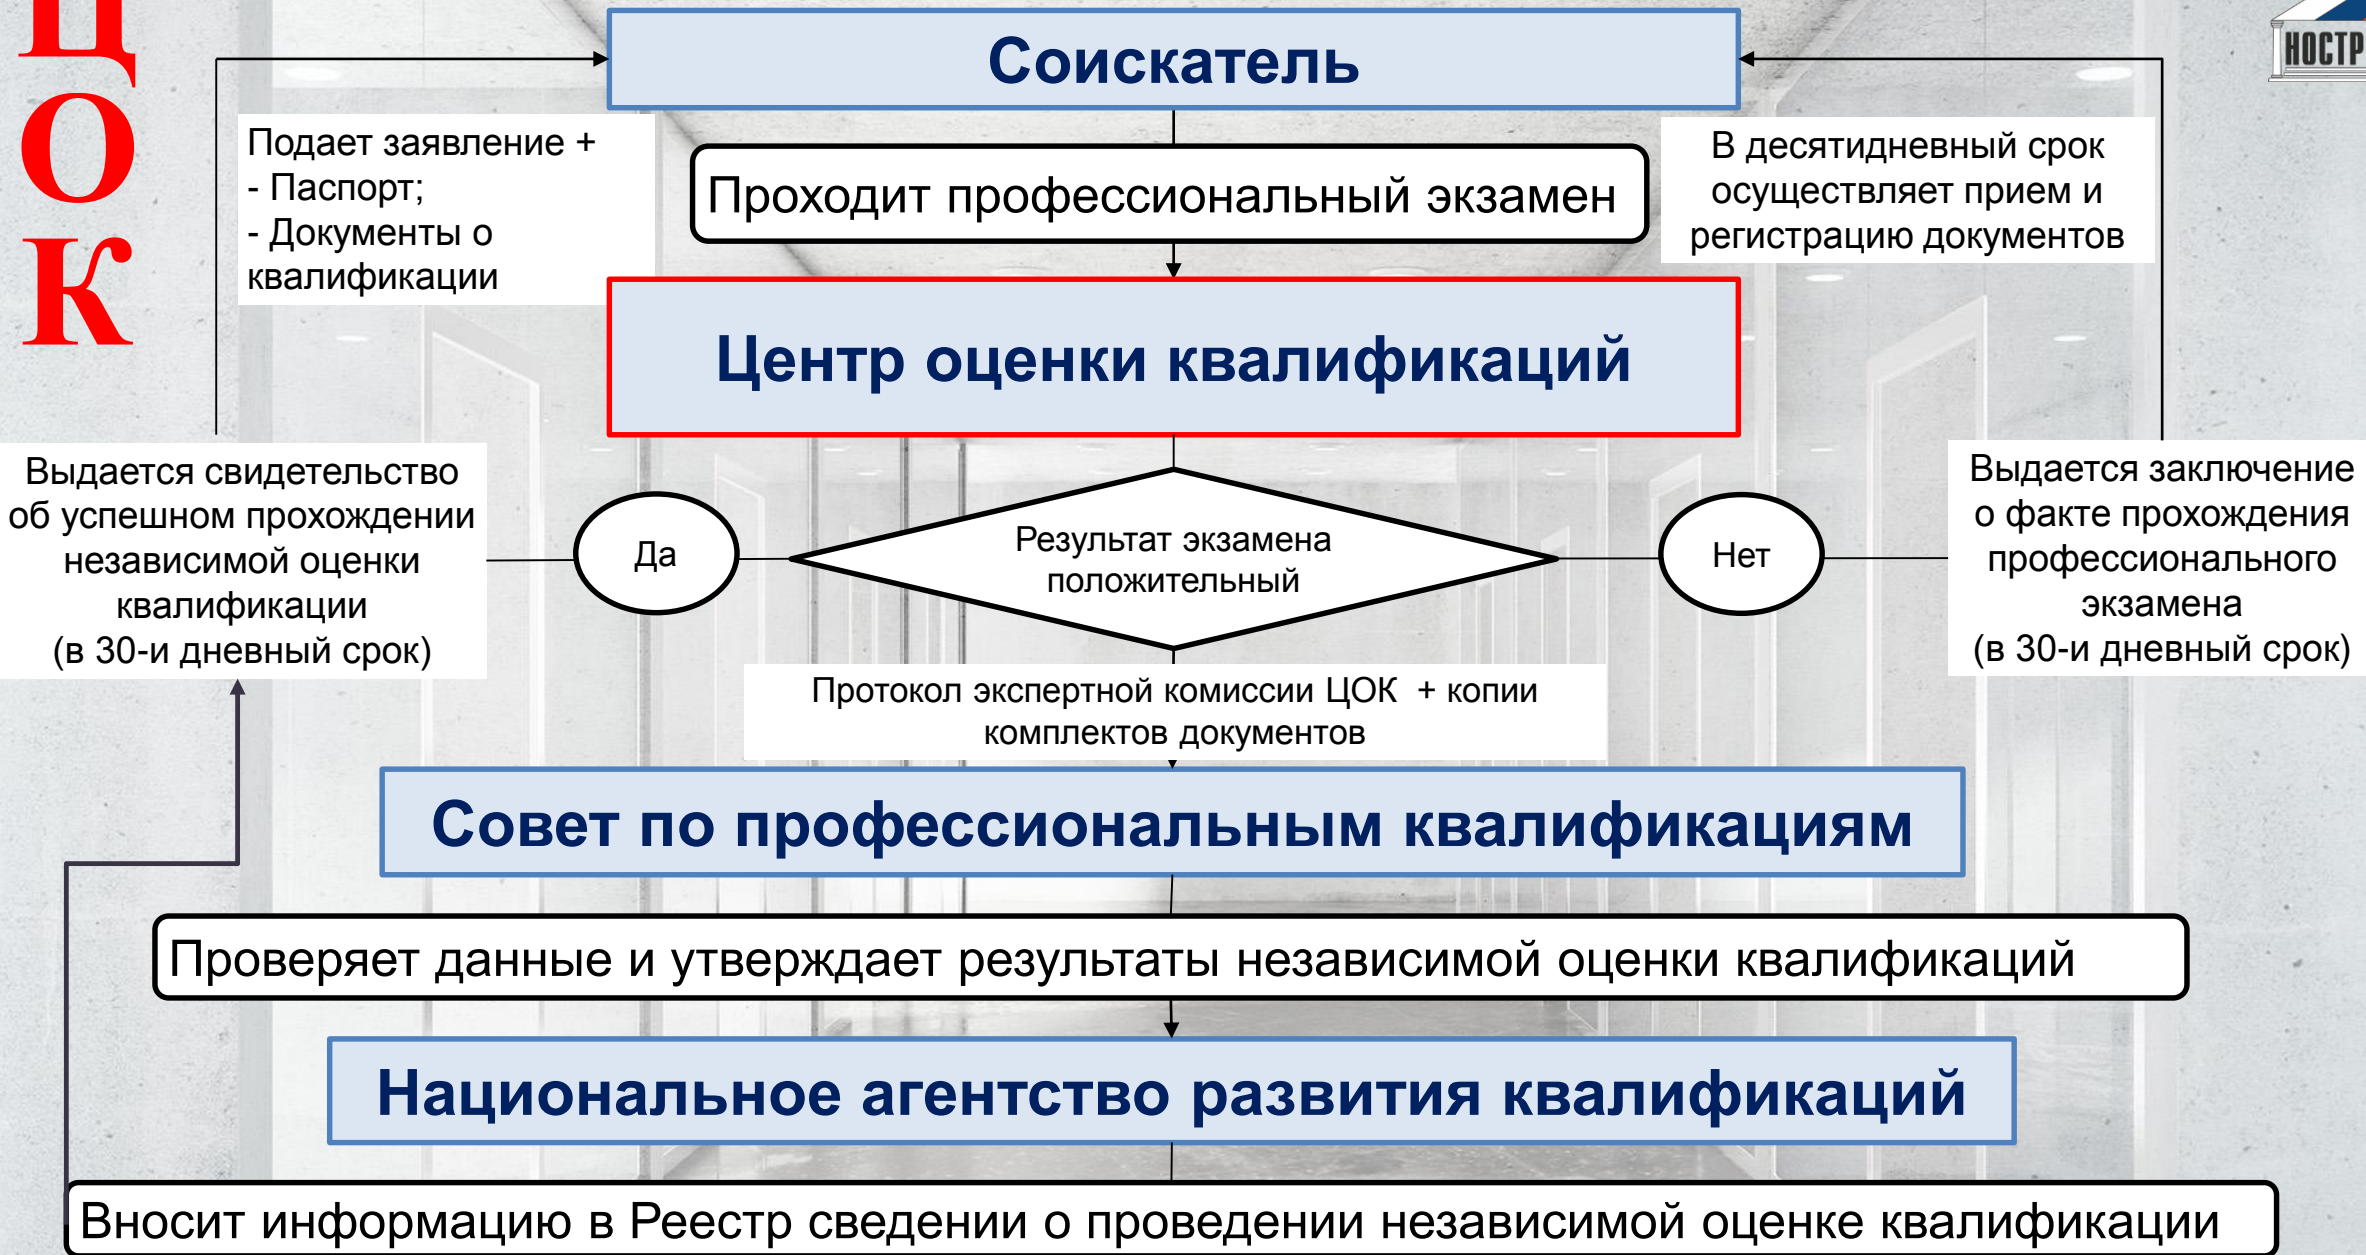 ЦОК
НОСТР
Соискатель
Подает заявление +
- Паспорт;
- Документы о
квалификации
Проходит профессиональный экзамен
В десятидневный срок
осуществляет прием и
регистрацию документов
Центр оценки квалификаций
Выдается свидетельство
об успешном прохождении
независимой оценки
квалификации
(в 30-и дневный срок)
Да
Результат экзамена
положительный
Нет
Выдается заключение
о факте прохождения
профессионального
экзамена
(в 30-и дневный срок)
Протокол экспертной комиссии ЦОК + копии
комплектов документов
Совет по профессиональным квалификациям
Проверяет данные и утверждает результаты независимой оценки квалификаций
Национальное агентство развития квалификаций
Вносит информацию в Реестр сведении о проведении независимой оценке квалификации